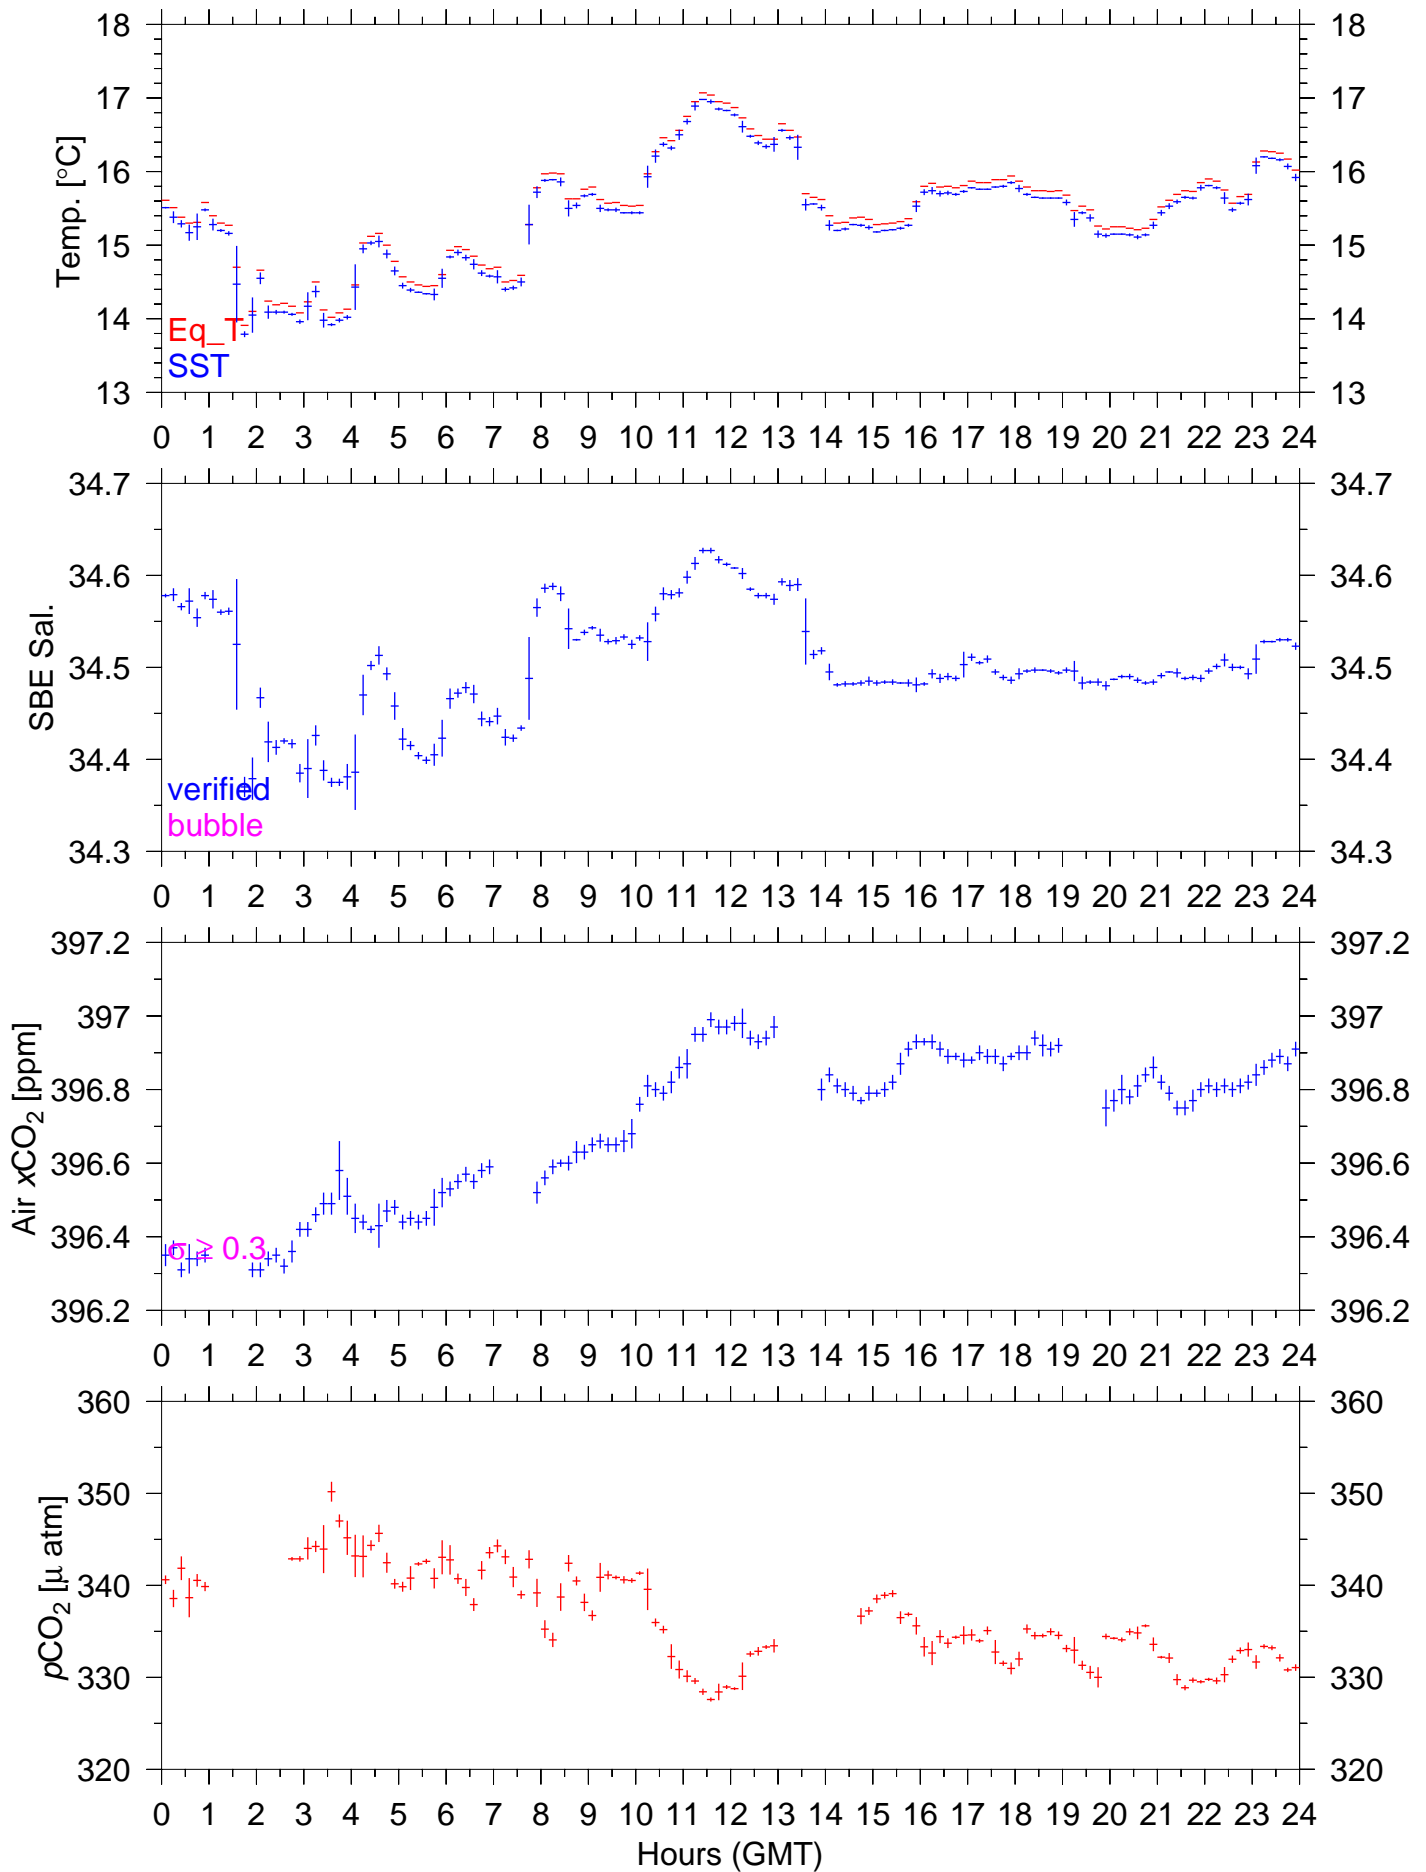 18 18
17 17
16 16
15 15
14 14
13 13
Temp. [°C]
Eq_T
SST
0 1 2 3 4 5 6 7 8 9 10 11 12 13 14 15 16 17 18 19 20 21 22 23 24
34.7 34.7
34.6 34.6
34.5 34.5
34.4 34.4
34.3 34.3
SBE Sal.
verified
bubble
0 1 2 3 4 5 6 7 8 9 10 11 12 13 14 15 16 17 18 19 20 21 22 23 24
397.2 397.2
397 397
396.8 396.8
396.6 396.6
396.4 396.4
396.2 396.2
Air xCO₂ [ppm]
σ ≥ 0.3
0 1 2 3 4 5 6 7 8 9 10 11 12 13 14 15 16 17 18 19 20 21 22 23 24
360 360
350 350
340 340
330 330
320 320
pCO₂ [μ atm]
0 1 2 3 4 5 6 7 8 9 10 11 12 13 14 15 16 17 18 19 20 21 22 23 24
Hours (GMT)